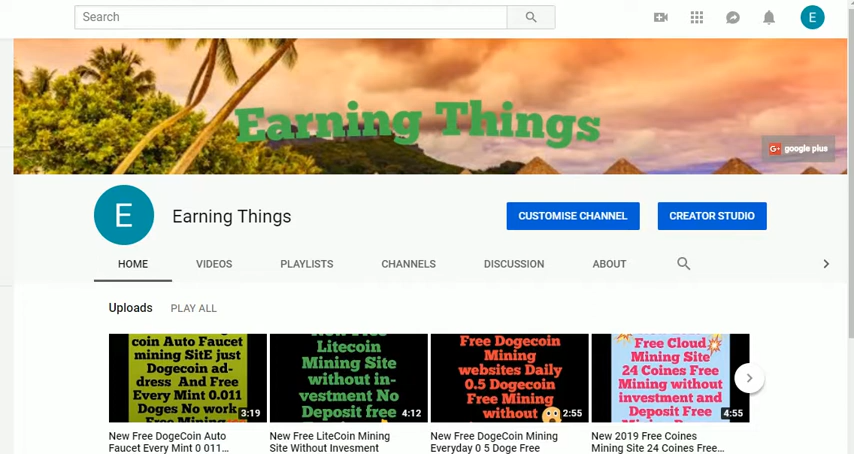 Search
E
Earning Things
G+ google plus
E
Earning Things
CUSTOMISE CHANNEL
CREATOR STUDIO
HOME
VIDEOS
PLAYLISTS
CHANNELS
DISCUSSION
ABOUT
Uploads
PLAY ALL
coin Auto Faucet
mining SitE just
Dogecoin ad-
dress And Free
Every Mint 0.011
Doges No work
Free Mining
3:19
New Free
Litecoin
Mining Site
without in-
vestment No
Deposit free
4:12
Free Dogecoin
Mining
websites Daily
0.5 Dogecoin
Free Mining
without
2:55
Free Cloud
Mining Site
24 Coines Free
Mining without
investment and
Deposit Free
4:55
New Free DogeCoin Auto
Faucet Every Mint 0 011...
New Free LiteCoin Mining
Site Without Invesment
New Free DogeCoin Mining
Everyday 0 5 Doge Free
New 2019 Free Coines
Mining Site 24 Coines Free...